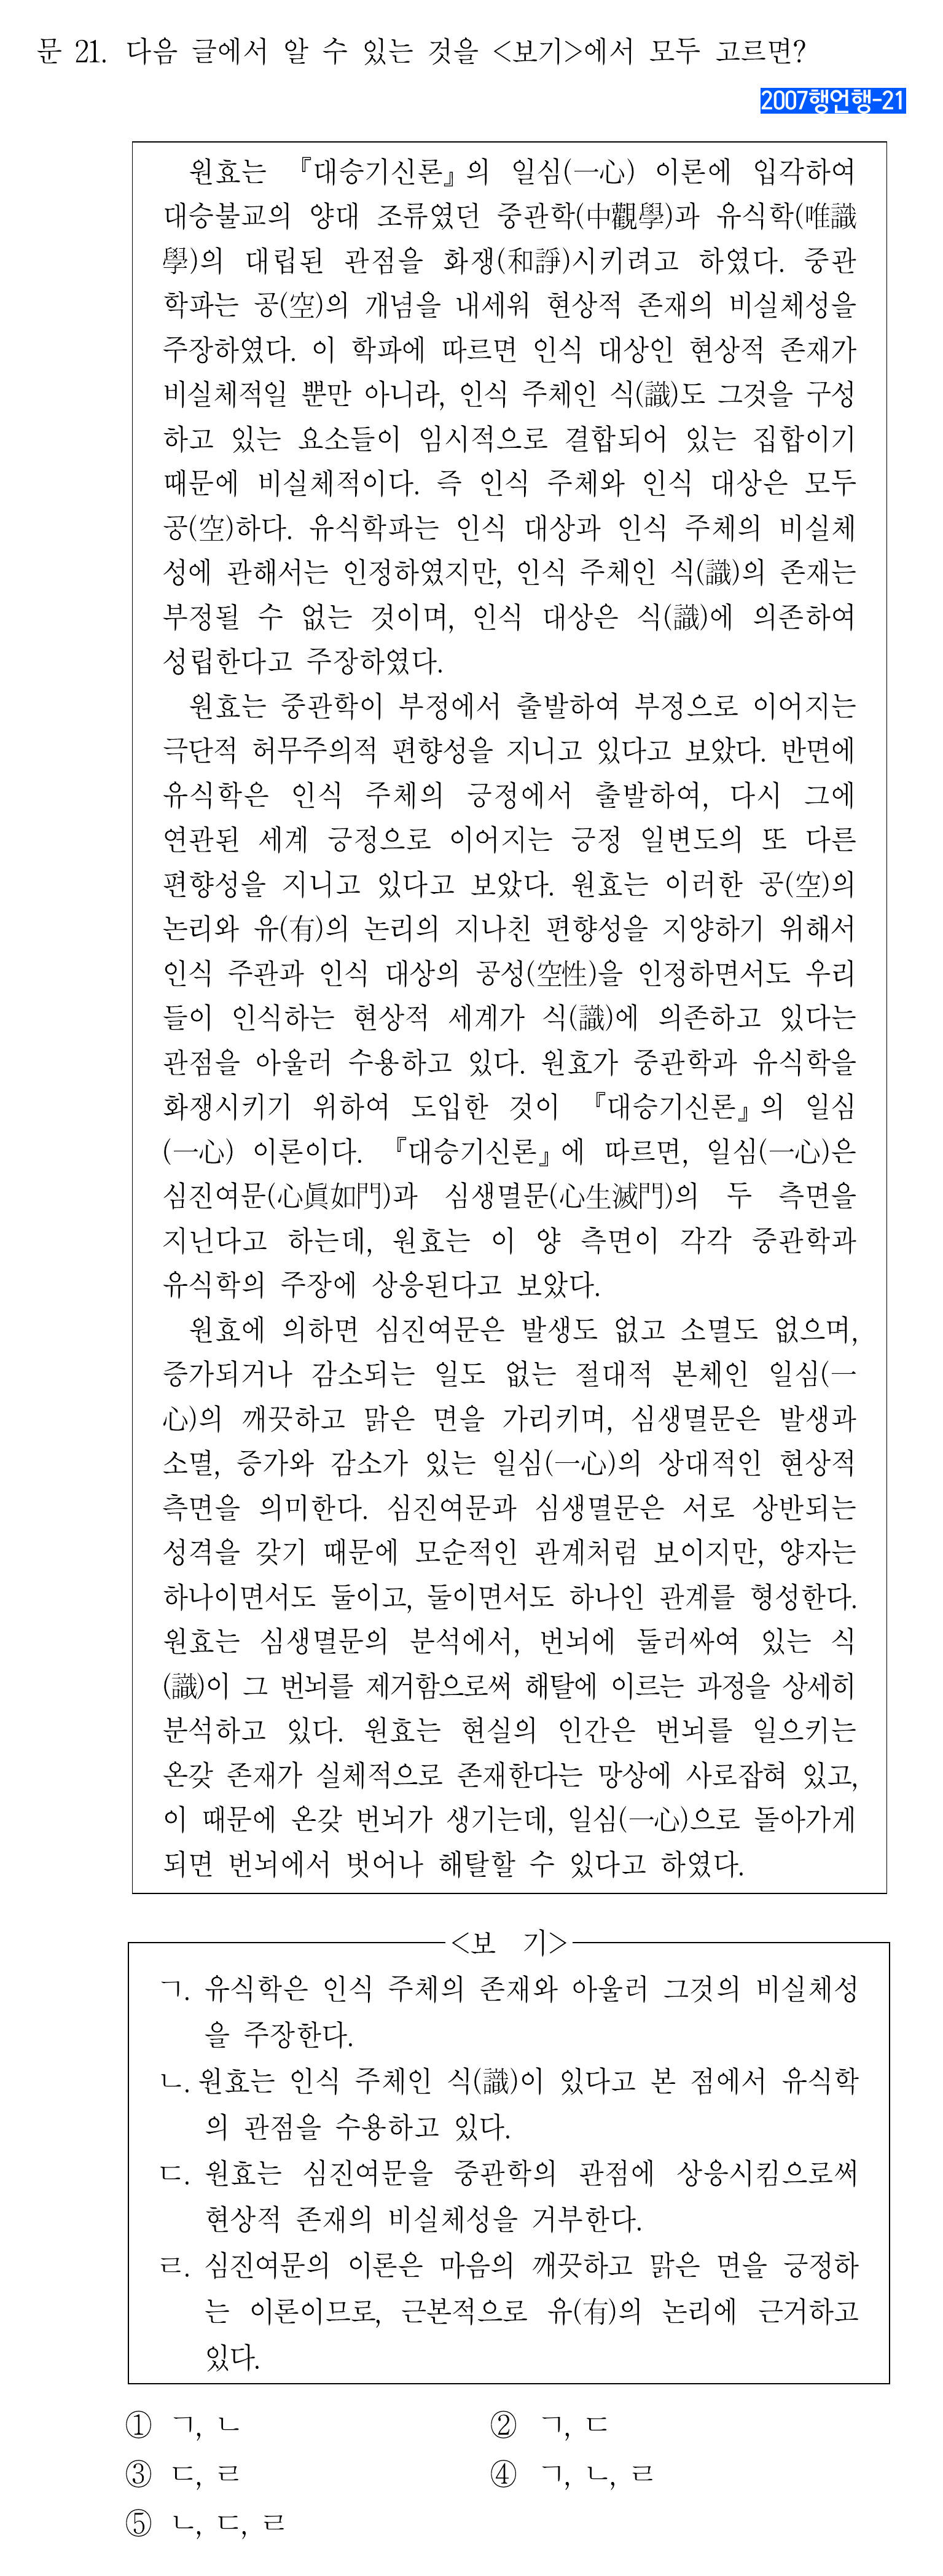 문 21. 다음 글에서 알 수 있는 것을 <보기>에서 모두 고르면?
2007행언행-21
원효는 『대승기신론』의 일심(一心) 이론에 입각하여
대승불교의 양대 조류였던 중관학(中觀學)과 유식학(唯識
學)의 대립된 관점을 화쟁(和諍)시키려고 하였다. 중관
학파는 공(空)의 개념을 내세워 현상적 존재의 비실체성을
주장하였다. 이 학파에 따르면 인식 대상인 현상적 존재가
비실체적일 뿐만 아니라, 인식 주체인 식(識)도 그것을 구성
하고 있는 요소들이 임시적으로 결합되어 있는 집합이기
때문에 비실체적이다. 즉 인식 주체와 인식 대상은 모두
공(空)하다. 유식학파는 인식 대상과 인식 주체의 비실체
성에 관해서는 인정하였지만, 인식 주체인 식(識)의 존재는
부정될 수 없는 것이며, 인식 대상은 식(識)에 의존하여
성립한다고 주장하였다.
원효는 중관학이 부정에서 출발하여 부정으로 이어지는
극단적 허무주의적 편향성을 지니고 있다고 보았다. 반면에
유식학은 인식 주체의 긍정에서 출발하여, 다시 그에
연관된 세계 긍정으로 이어지는 긍정 일변도의 또 다른
편향성을 지니고 있다고 보았다. 원효는 이러한 공(空)의
논리와 유(有)의 논리의 지나친 편향성을 지양하기 위해서
인식 주관과 인식 대상의 공성(空性)을 인정하면서도 우리
들이 인식하는 현상적 세계가 식(識)에 의존하고 있다는
관점을 아울러 수용하고 있다. 원효가 중관학과 유식학을
화쟁시키기 위하여 도입한 것이 『대승기신론』의 일심
(一心) 이론이다. 『대승기신론』에 따르면, 일심(一心)은
심진여문(心眞如門)과 심생멸문(心生滅門)의 두 측면을
지닌다고 하는데, 원효는 이 양 측면이 각각 중관학과
유식학의 주장에 상응된다고 보았다.
원효에 의하면 심진여문은 발생도 없고 소멸도 없으며,
증가되거나 감소되는 일도 없는 절대적 본체인 일심(一
心)의 깨끗하고 맑은 면을 가리키며, 심생멸문은 발생과
소멸, 증가와 감소가 있는 일심(一心)의 상대적인 현상적
측면을 의미한다. 심진여문과 심생멸문은 서로 상반되는
성격을 갖기 때문에 모순적인 관계처럼 보이지만, 양자는
하나이면서도 둘이고, 둘이면서도 하나인 관계를 형성한다.
원효는 심생멸문의 분석에서, 번뇌에 둘러싸여 있는 식
(識)이 그 번뇌를 제거함으로써 해탈에 이르는 과정을 상세히
분석하고 있다. 원효는 현실의 인간은 번뇌를 일으키는
온갖 존재가 실체적으로 존재한다는 망상에 사로잡혀 있고,
이 때문에 온갖 번뇌가 생기는데, 일심(一心)으로 돌아가게
되면 번뇌에서 벗어나 해탈할 수 있다고 하였다.
<보 기>
ㄱ. 유식학은 인식 주체의 존재와 아울러 그것의 비실체성
을 주장한다.
ㄴ. 원효는 인식 주체인 식(識)이 있다고 본 점에서 유식학
의 관점을 수용하고 있다.
ㄷ. 원효는 심진여문을 중관학의 관점에 상응시킴으로써
현상적 존재의 비실체성을 거부한다.
ㄹ. 심진여문의 이론은 마음의 깨끗하고 맑은 면을 긍정하
는 이론이므로, 근본적으로 유(有)의 논리에 근거하고
있다.
① ㄱ, ㄴ ② ㄱ, ㄷ
③ ㄷ, ㄹ ④ ㄱ, ㄴ, ㄹ
⑤ ㄴ, ㄷ, ㄹ